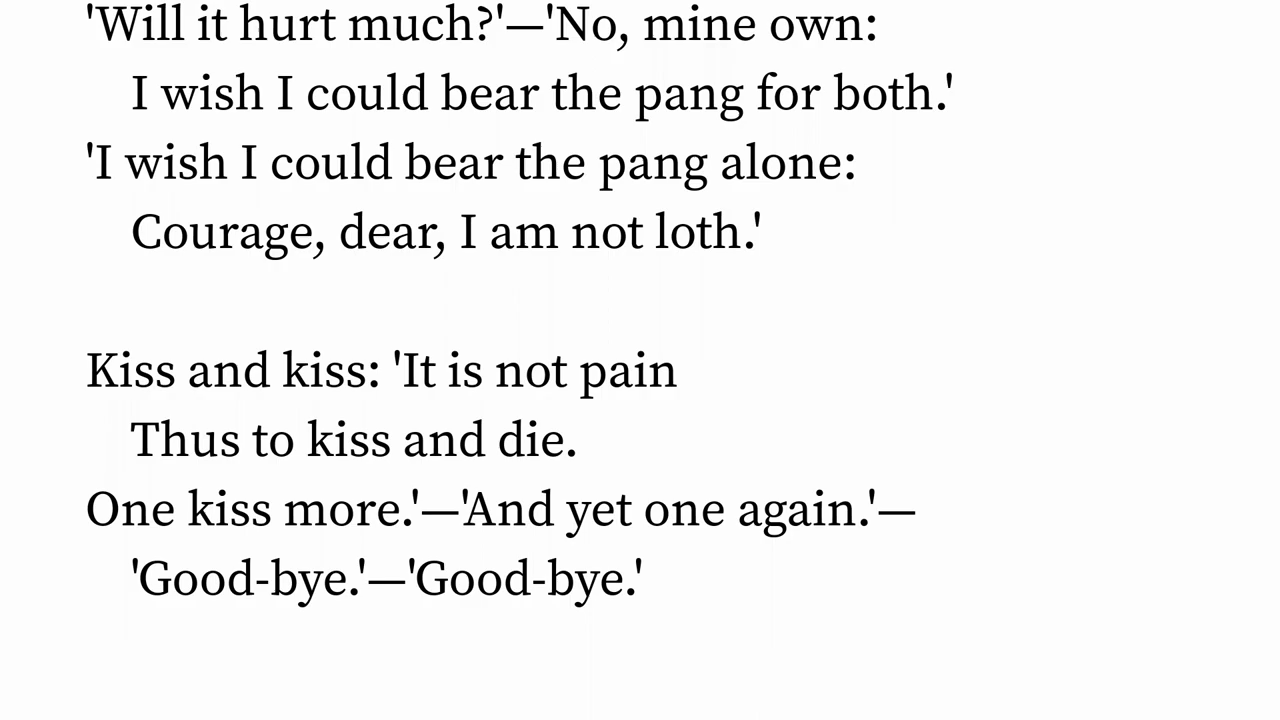 'Will it hurt much?'—'No, mine own:
I wish I could bear the pang for both.'
'I wish I could bear the pang alone:
Courage, dear, I am not loth.'
Kiss and kiss: 'It is not pain
Thus to kiss and die.
One kiss more.'—'And yet one again.'—
'Good-bye.'—'Good-bye.'